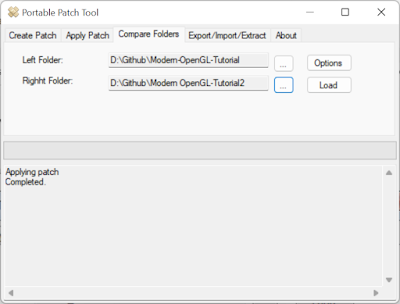 Portable Patch Tool
Create Patch Apply Patch Compare Folders Export/Import/Extract About
Left Folder: D:\Github\Modern-OpenGL-Tutorial ... Options
Righht Folder: D:\Github\Modern-OpenGL-Tutorial2 ... Load
Applying patch
Completed.